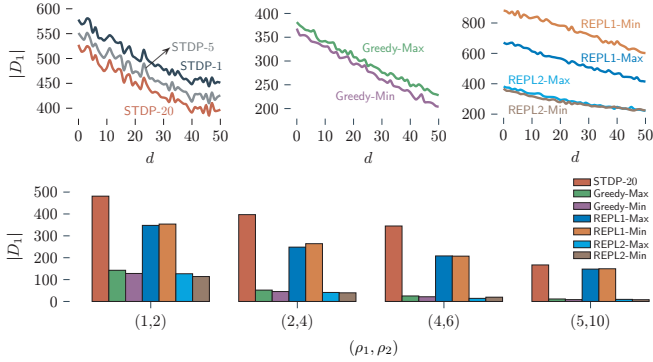 600
550
500
450
400
|D1|
STDP-5
STDP-1
STDP-20
0 10 20 30 40 50
d
400
350
300
250
200
Greedy-Max
Greedy-Min
0 10 20 30 40 50
d
800
600
400
200
REPL1-Min
REPL1-Max
REPL2-Max
REPL2-Min
0 10 20 30 40 50
d
500
400
300
200
100
0
|D1|
STDP-20
Greedy-Max
Greedy-Min
REPL1-Max
REPL1-Min
REPL2-Max
REPL2-Min
(1,2) (2,4) (4,6) (5,10)
(ρ1, ρ2)